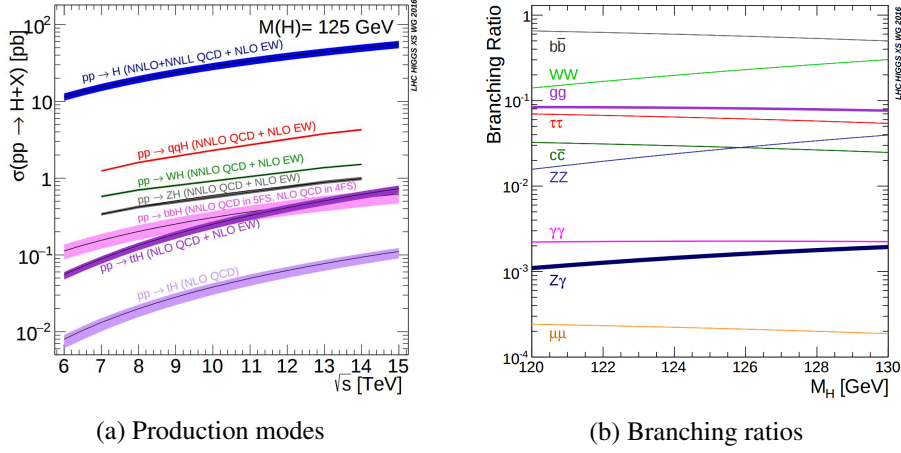 σ(pp → H+X) [pb]
10²
10
1
10⁻¹
10⁻²
M(H)= 125 GeV
LHC HIGGS XS WG 2016
pp → H (NNLO+NNLL QCD + NLO EW)
pp → qqH (NNLO QCD + NLO EW)
pp → WH (NNLO QCD + NLO EW)
pp → ZH (NNLO QCD + NLO EW)
pp → bbH (NNLO QCD in 5FS, NLO QCD in 4FS)
pp → ttH (NLO QCD + NLO EW)
pp → tH (NLO QCD)
6 7 8 9 10 11 12 13 14 15
√s [TeV]
(a) Production modes
Branching Ratio
1
10⁻¹
10⁻²
10⁻³
10⁻⁴
LHC HIGGS XS WG 2016
bb̅
WW
gg
ττ
cc̅
ZZ
γγ
Zγ
μμ
120 122 124 126 128 130
M_H [GeV]
(b) Branching ratios